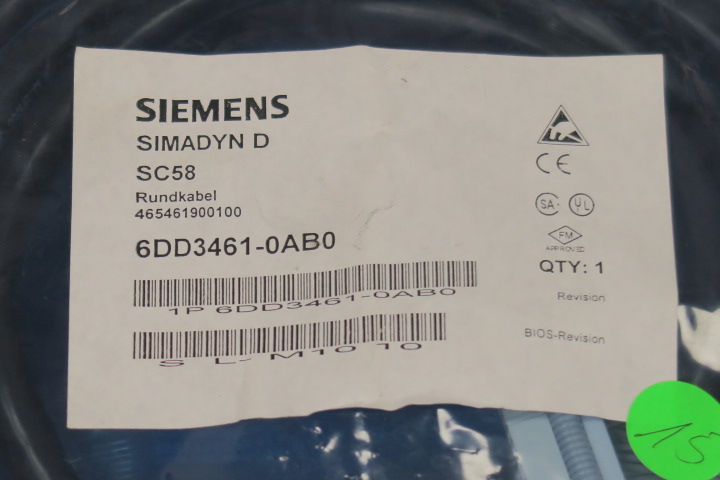 SIEMENS
SIMADYN D
SC58
Rundkabel
465461900100
6DD3461-0AB0
1P 6DD3461-0AB0
S L- M10 10
CE
SA
UL
FM
APPROVED
QTY: 1
Revision
BIOS-Revision
15